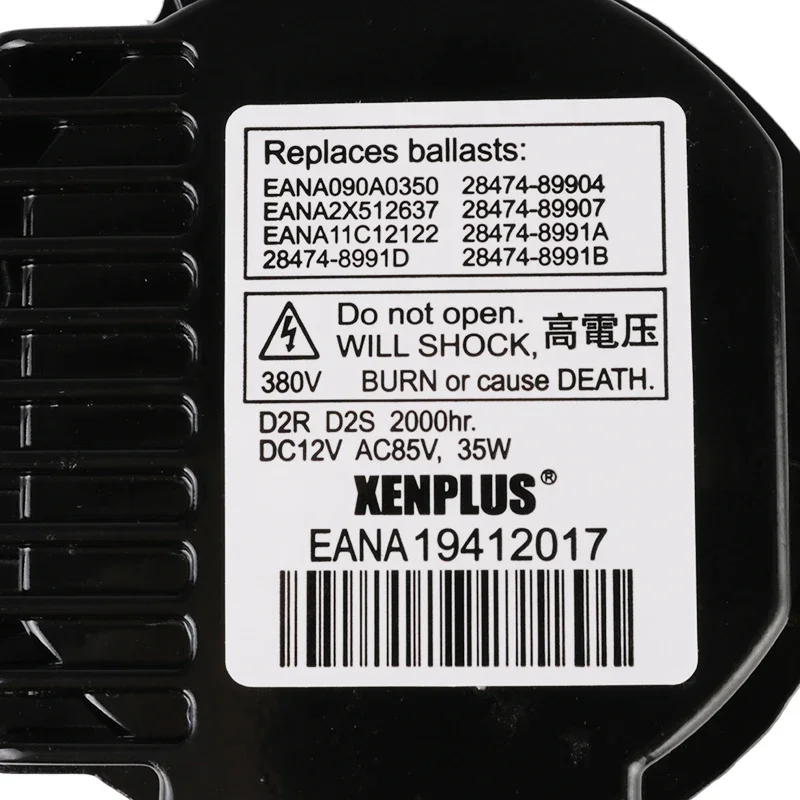 Replaces ballasts:
EANA090A0350 28474-89904
EANA2X512637 28474-89907
EANA11C12122 28474-8991A
28474-8991D 28474-8991B
Do not open.
WILL SHOCK, 高電压
380V BURN or cause DEATH.
D2R D2S 2000hr.
DC12V AC85V, 35W
XENPLUS®
EANA19412017